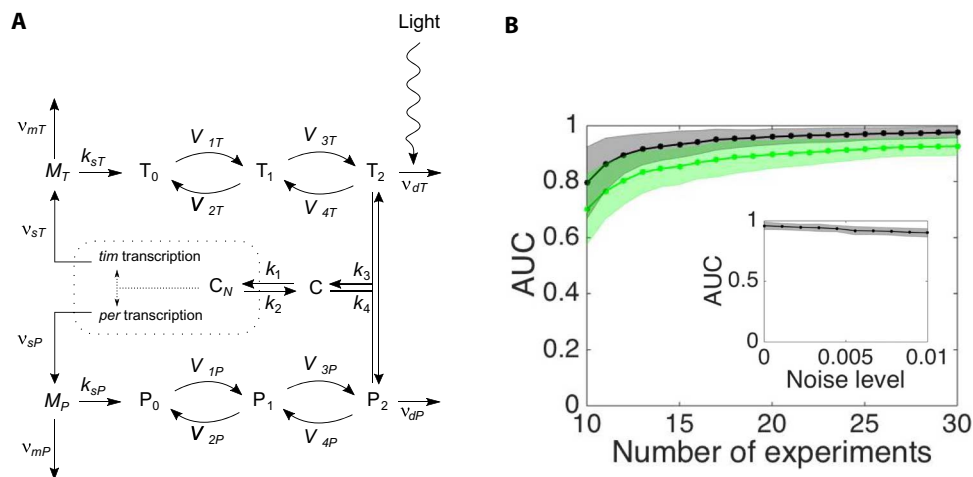 A
Light
ν_mT
k_sT
V_1T
V_3T
M_T
T_0
T_1
T_2
ν_dT
V_2T
V_4T
ν_sT
tim transcription
k_1
k_3
C_N
C
k_2
k_4
per transcription
ν_sP
k_sP
V_1P
V_3P
M_P
P_0
P_1
P_2
ν_dP
V_2P
V_4P
ν_mP
B
1
0.8
0.6
0.4
0.2
0
AUC
10 15 20 25 30
Number of experiments
1
0.5
0
AUC
0 0.005 0.01
Noise level